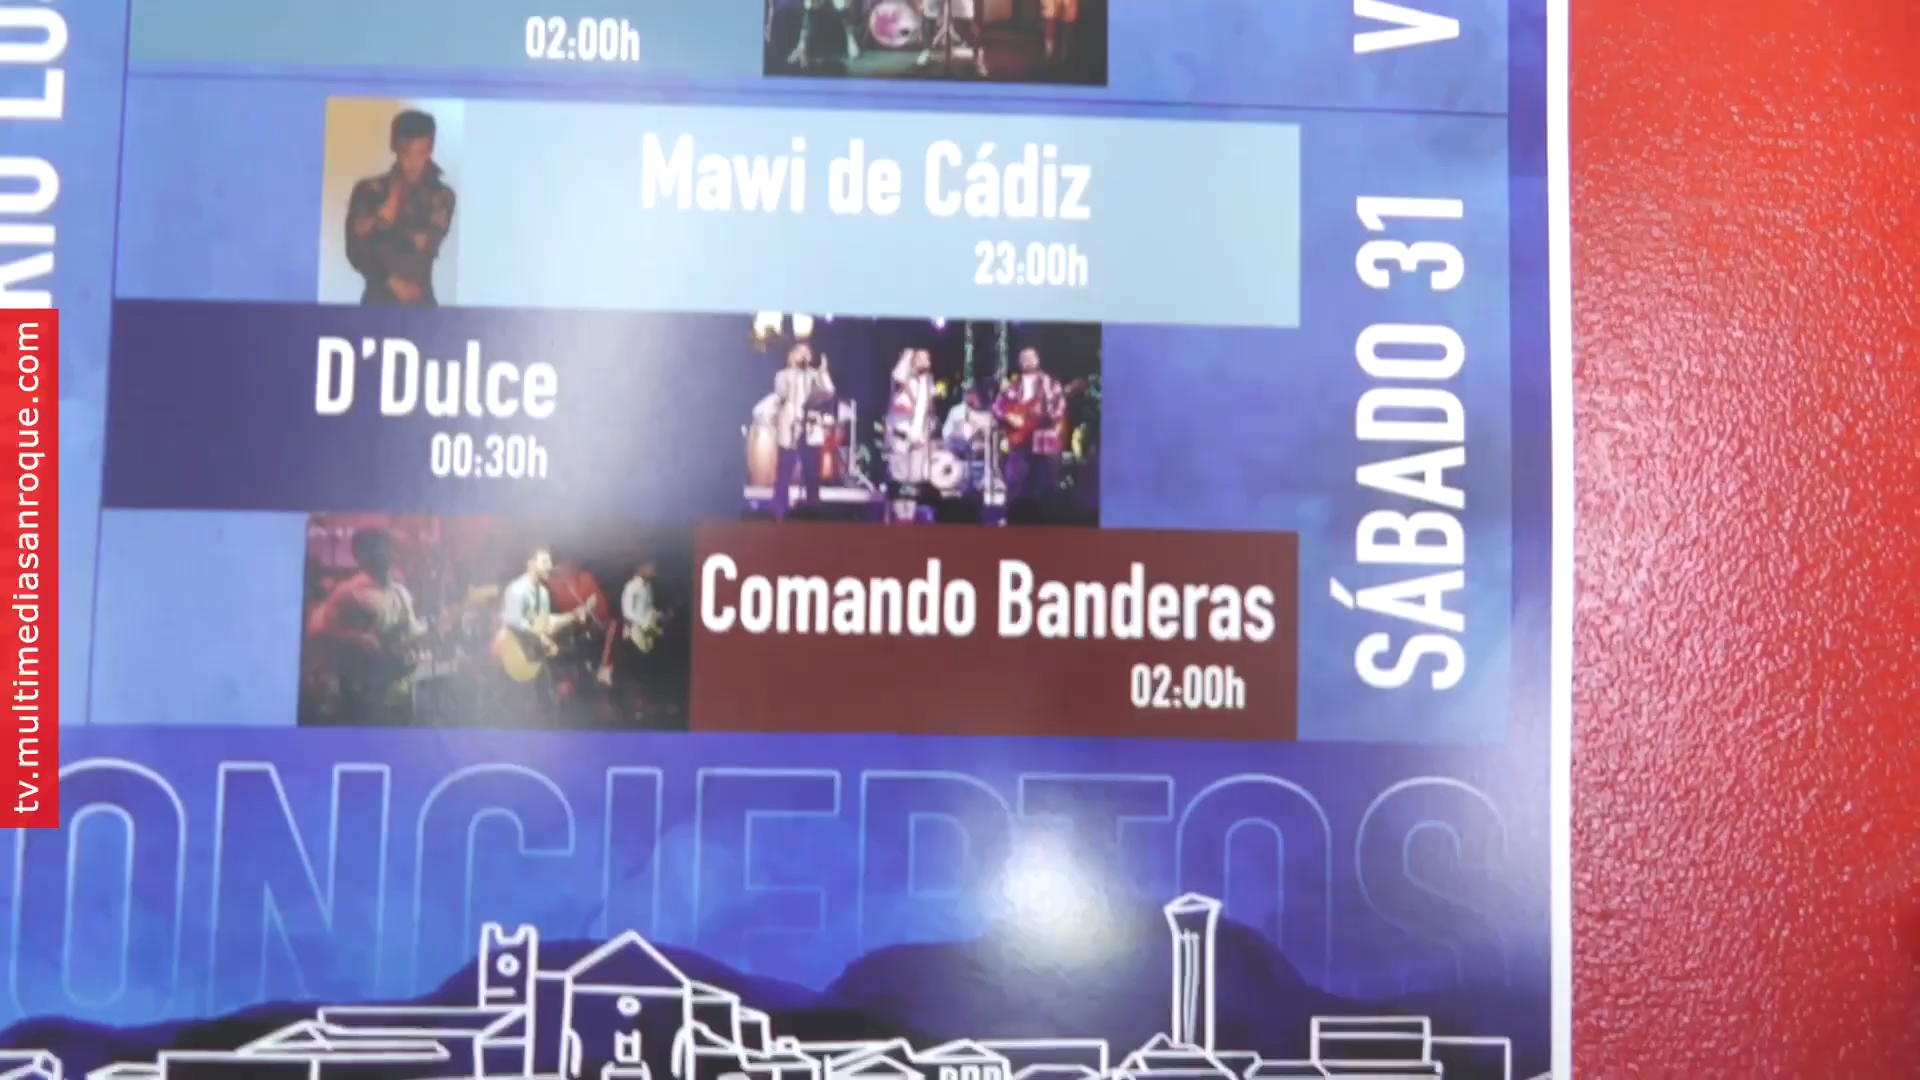 02:00h
Mawi de Cádiz
23:00h
D'Dulce
00:30h
Comando Banderas
02:00h
SÁBADO 31
ONCIERTOS
tv.multimediasanroque.com